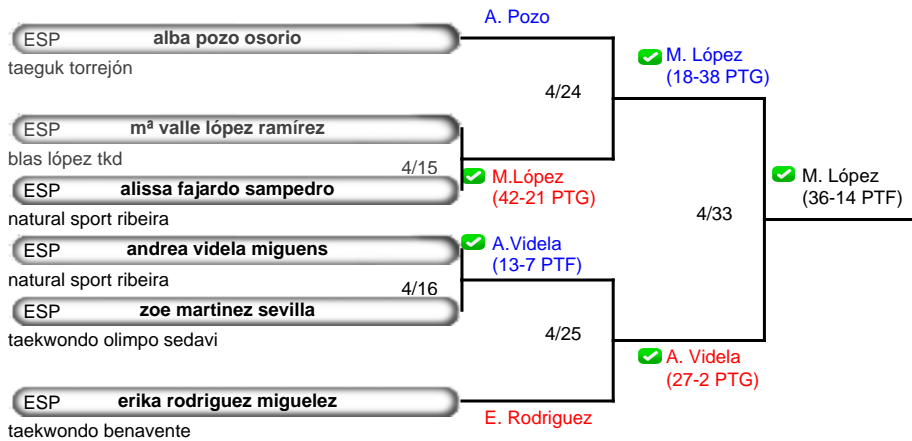 A. Pozo
ESP alba pozo osorio
taeguk torrejón
M. López
(18-38 PTG)
4/24
ESP mª valle lópez ramírez
blas lópez tkd
4/15
M.López
(42-21 PTG)
ESP alissa fajardo sampedro
natural sport ribeira
M. López
(36-14 PTF)
4/33
ESP andrea videla miguens
natural sport ribeira
A.Videla
(13-7 PTF)
4/16
ESP zoe martinez sevilla
taekwondo olimpo sedavi
4/25
A. Videla
(27-2 PTG)
ESP erika rodriguez miguelez
taekwondo benavente
E. Rodriguez